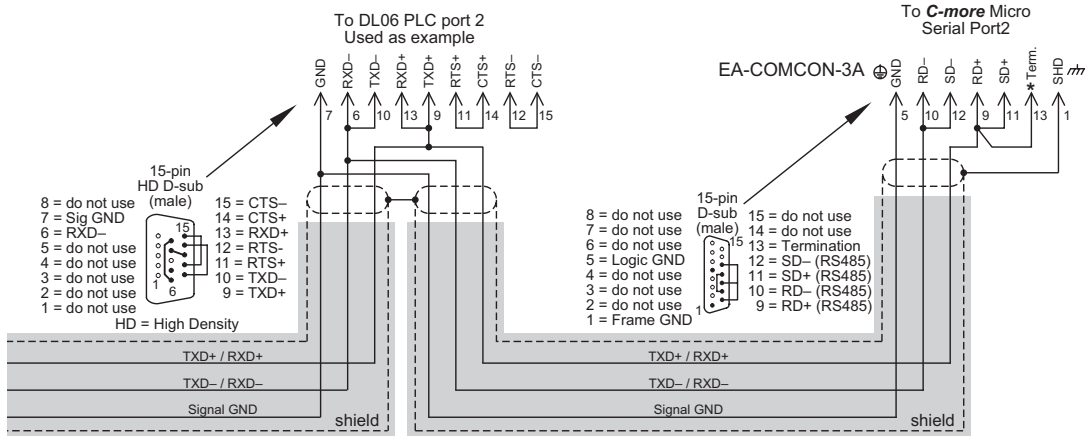 To DL06 PLC port 2
Used as example
GND
RXD–
TXD–
RXD+
TXD+
RTS+
CTS+
RTS–
CTS–
7
6
10
13
9
11
14
12
15
15-pin
HD D-sub
(male)
8 = do not use
7 = Sig GND
6 = RXD–
5 = do not use
4 = do not use
3 = do not use
2 = do not use
1 = do not use
15 = CTS–
14 = CTS+
13 = RXD+
12 = RTS-
11 = RTS+
10 = TXD–
9 = TXD+
15
1
6
HD = High Density
To C-more Micro
Serial Port2
EA-COMCON-3A
GND
RD–
SD–
RD+
SD+
*Term.
SHD
5
10
12
9
11
13
1
15-pin
D-sub
(male)
8 = do not use
7 = do not use
6 = do not use
5 = Logic GND
4 = do not use
3 = do not use
2 = do not use
1 = Frame GND
15 = do not use
14 = do not use
13 = Termination
12 = SD– (RS485)
11 = SD+ (RS485)
10 = RD– (RS485)
9 = RD+ (RS485)
15
1
TXD+ / RXD+
TXD– / RXD–
Signal GND
shield
TXD+ / RXD+
TXD– / RXD–
Signal GND
shield